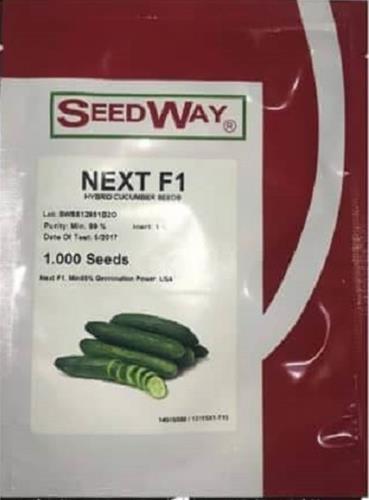 SEEDWAY®
NEXT F1
HYBRID CUCUMBER SEEDS
Purity: Min. 99 %
Date Of Test: 5/2017
1.000 Seeds
Next F1. Min85% Germination Power: USA